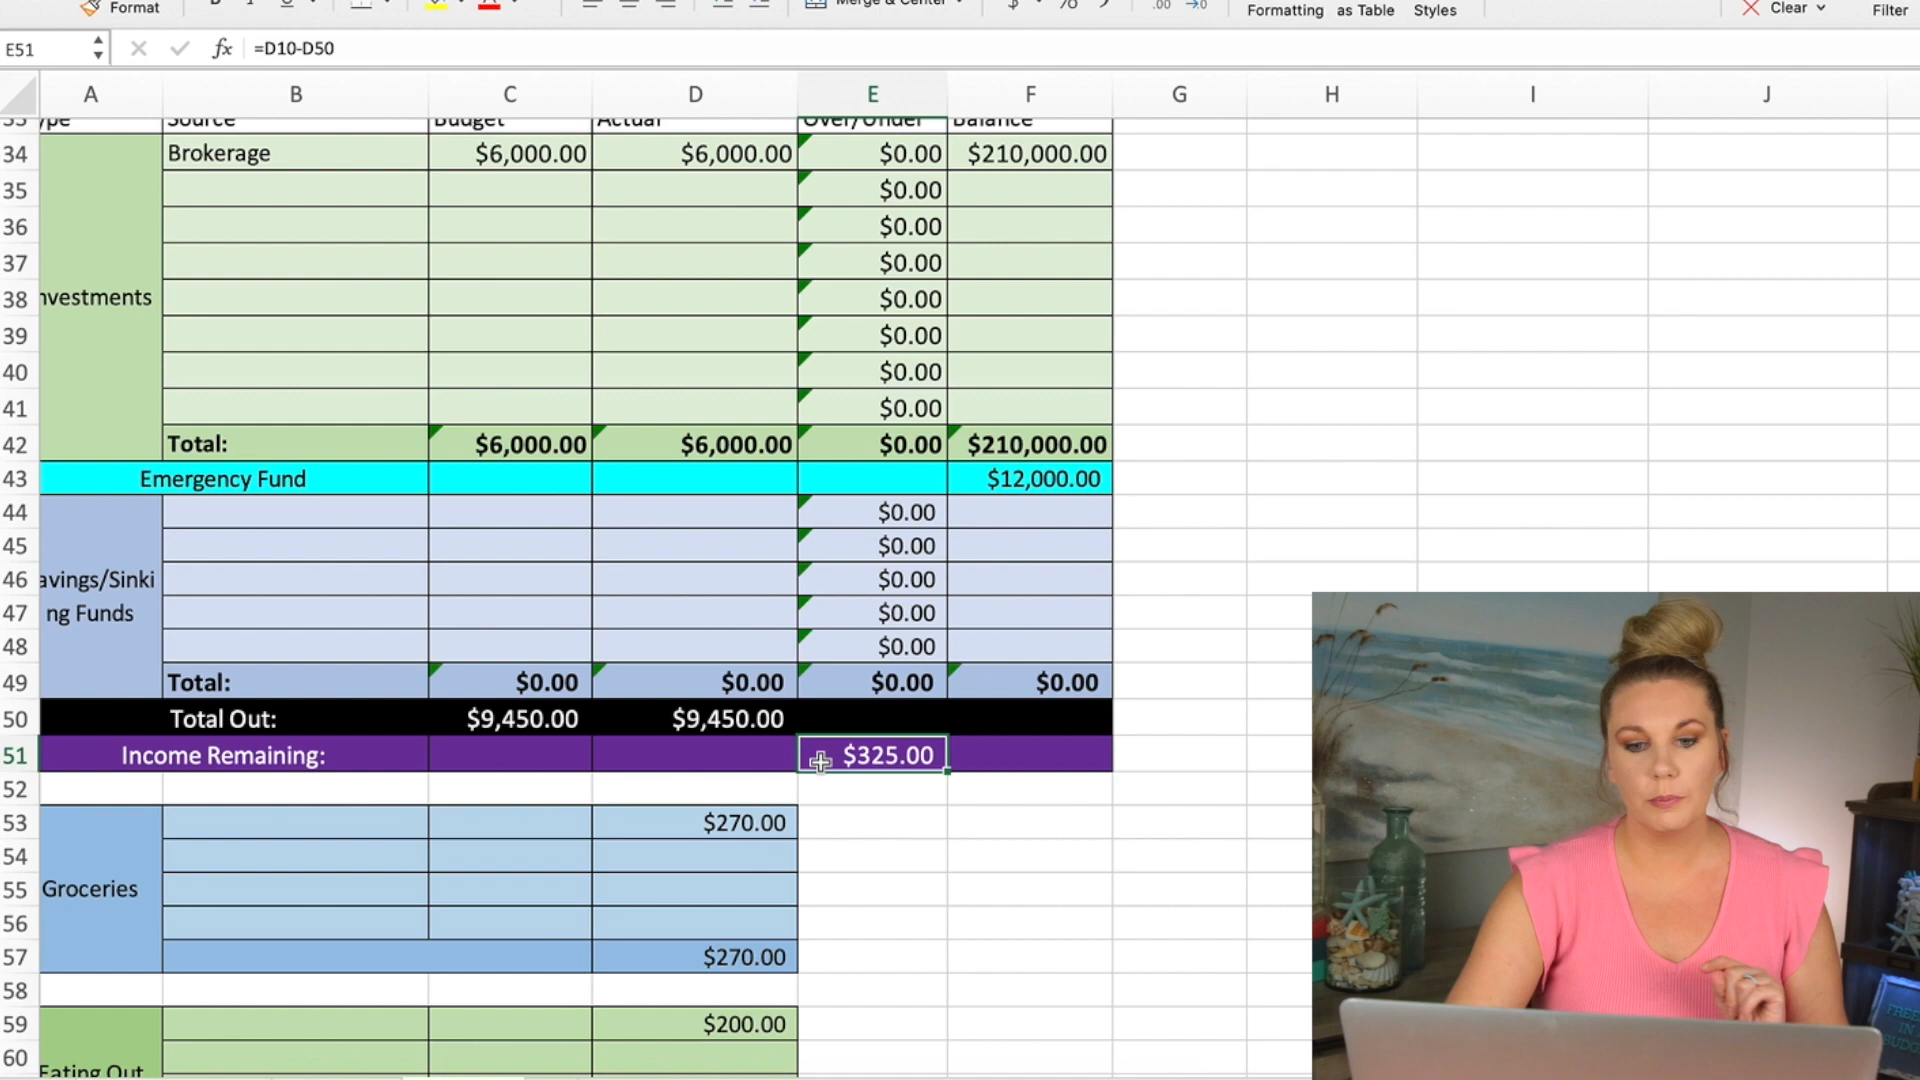 Format
Merge & Center
Formatting as Table Styles
Clear
Filter
E51 fx =D10-D50
A B C D E F G H I J
Source Budget Actual Over/Under Balance
34 Brokerage $6,000.00 $6,000.00 $0.00 $210,000.00
35 $0.00
36 $0.00
37 $0.00
38 nvestments $0.00
39 $0.00
40 $0.00
41 $0.00
42 Total: $6,000.00 $6,000.00 $0.00 $210,000.00
43 Emergency Fund $12,000.00
44 $0.00
45 $0.00
46 avings/Sinki $0.00
47 ng Funds $0.00
48 $0.00
49 Total: $0.00 $0.00 $0.00 $0.00
50 Total Out: $9,450.00 $9,450.00
51 Income Remaining: $325.00
52
53 $270.00
54
55 Groceries
56
57 $270.00
58
59 $200.00
60 Eating Out